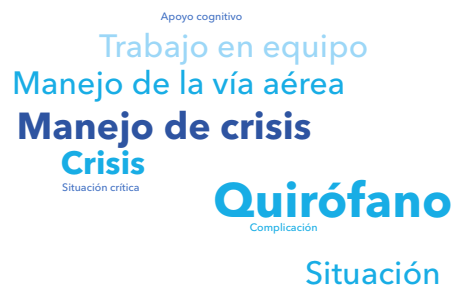 Apoyo cognitivo
Trabajo en equipo
Manejo de la vía aérea
Manejo de crisis
Crisis
Situación crítica
Quirófano
Complicación
Situación